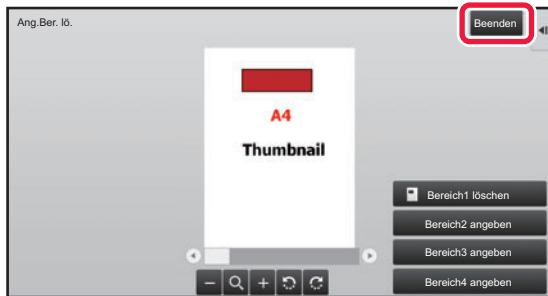 Ang.Ber. lö.
Beenden
A4
Thumbnail
Bereich1 löschen
Bereich2 angeben
Bereich3 angeben
Bereich4 angeben